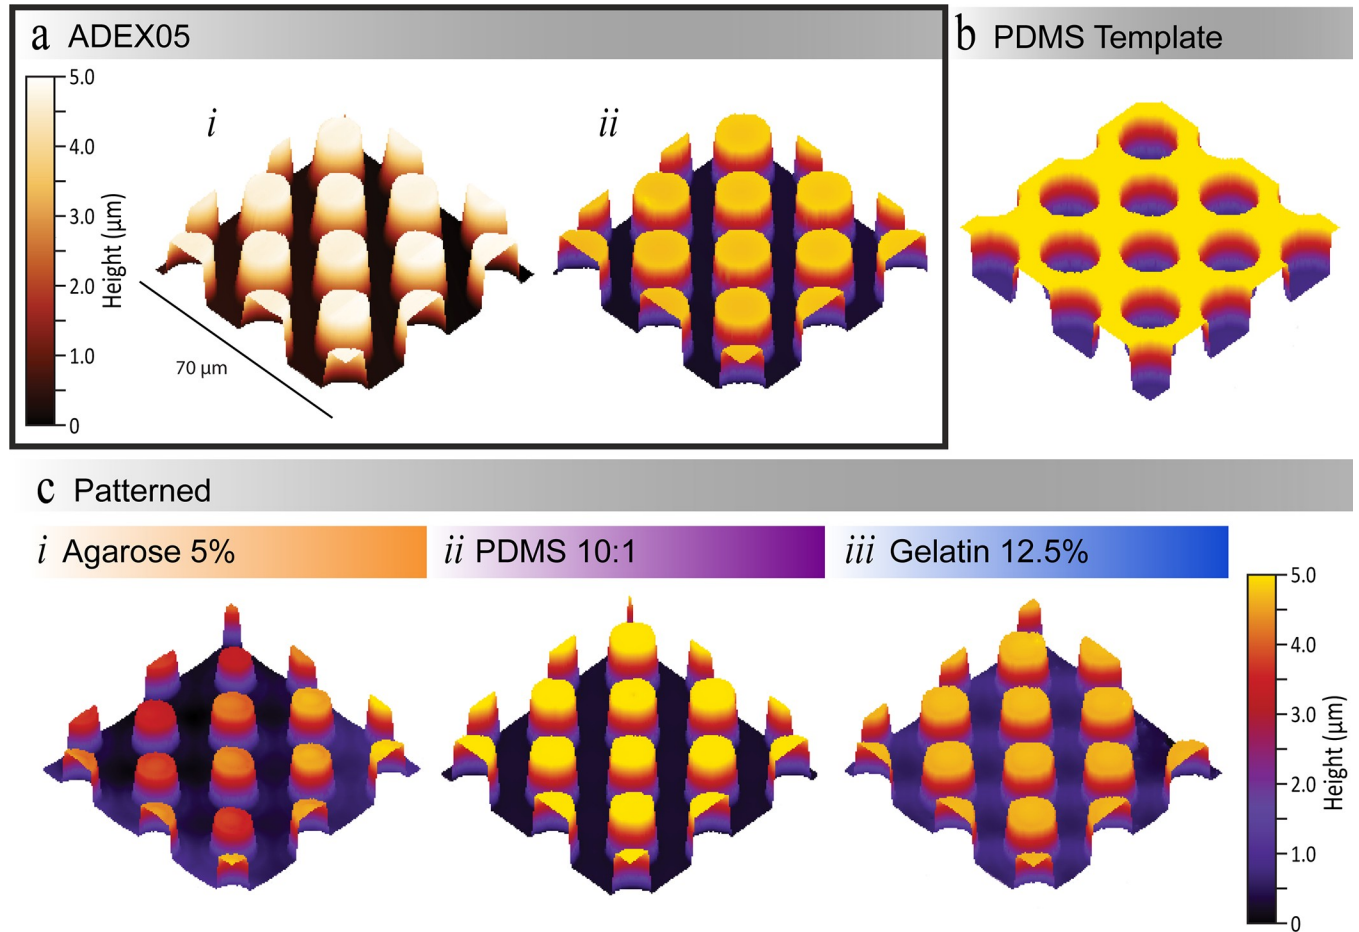 a ADEX05
b PDMS Template
5.0
4.0
3.0
2.0
1.0
0
Height (µm)
i
ii
70 µm
c Patterned
i Agarose 5%
ii PDMS 10:1
iii Gelatin 12.5%
5.0
4.0
3.0
2.0
1.0
0
Height (µm)